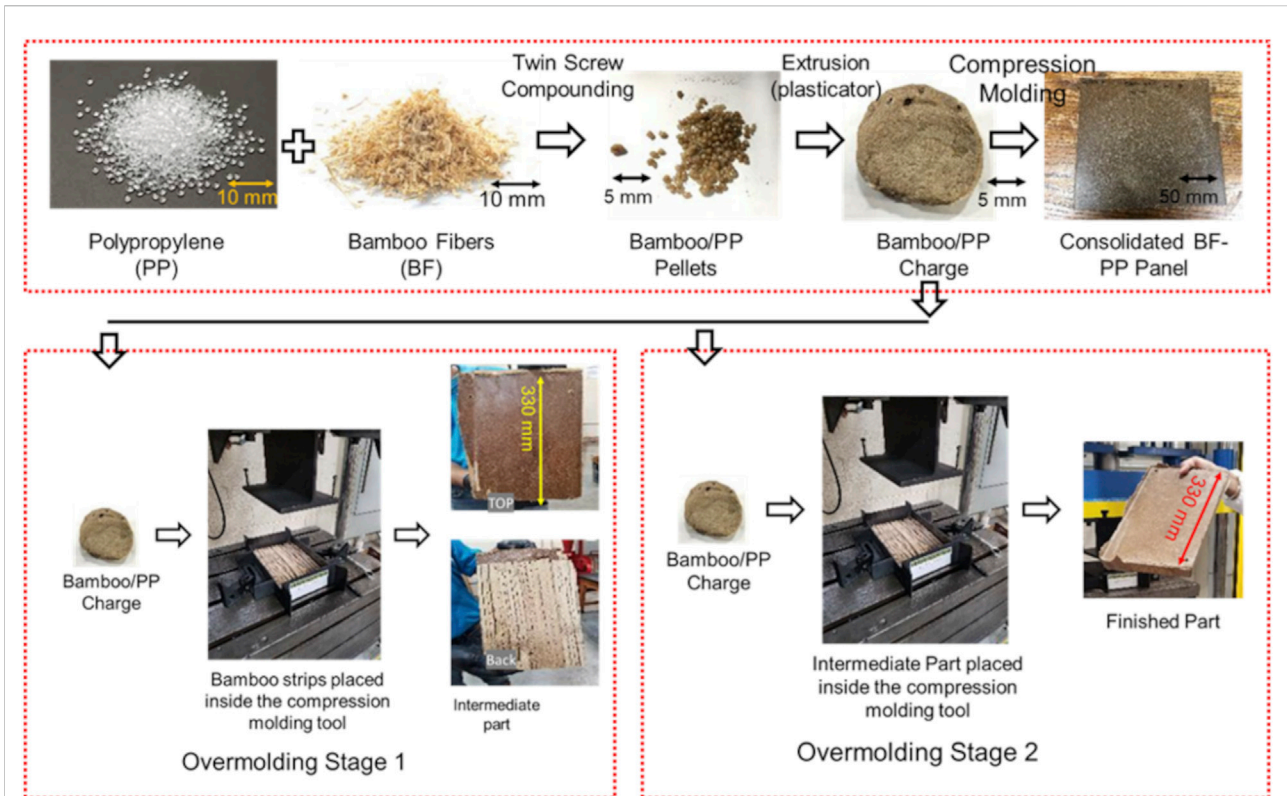 Twin Screw
Compounding
Extrusion
(plasticator)
Compression
Molding
10 mm
10 mm
5 mm
5 mm
50 mm
Polypropylene
(PP)
Bamboo Fibers
(BF)
Bamboo/PP
Pellets
Bamboo/PP
Charge
Consolidated BF-
PP Panel
330 mm
TOP
Bamboo/PP
Charge
Back
Bamboo strips placed
inside the compression
molding tool
Intermediate
part
Overmolding Stage 1
330 mm
Bamboo/PP
Charge
Finished Part
Intermediate Part placed
inside the compression
molding tool
Overmolding Stage 2